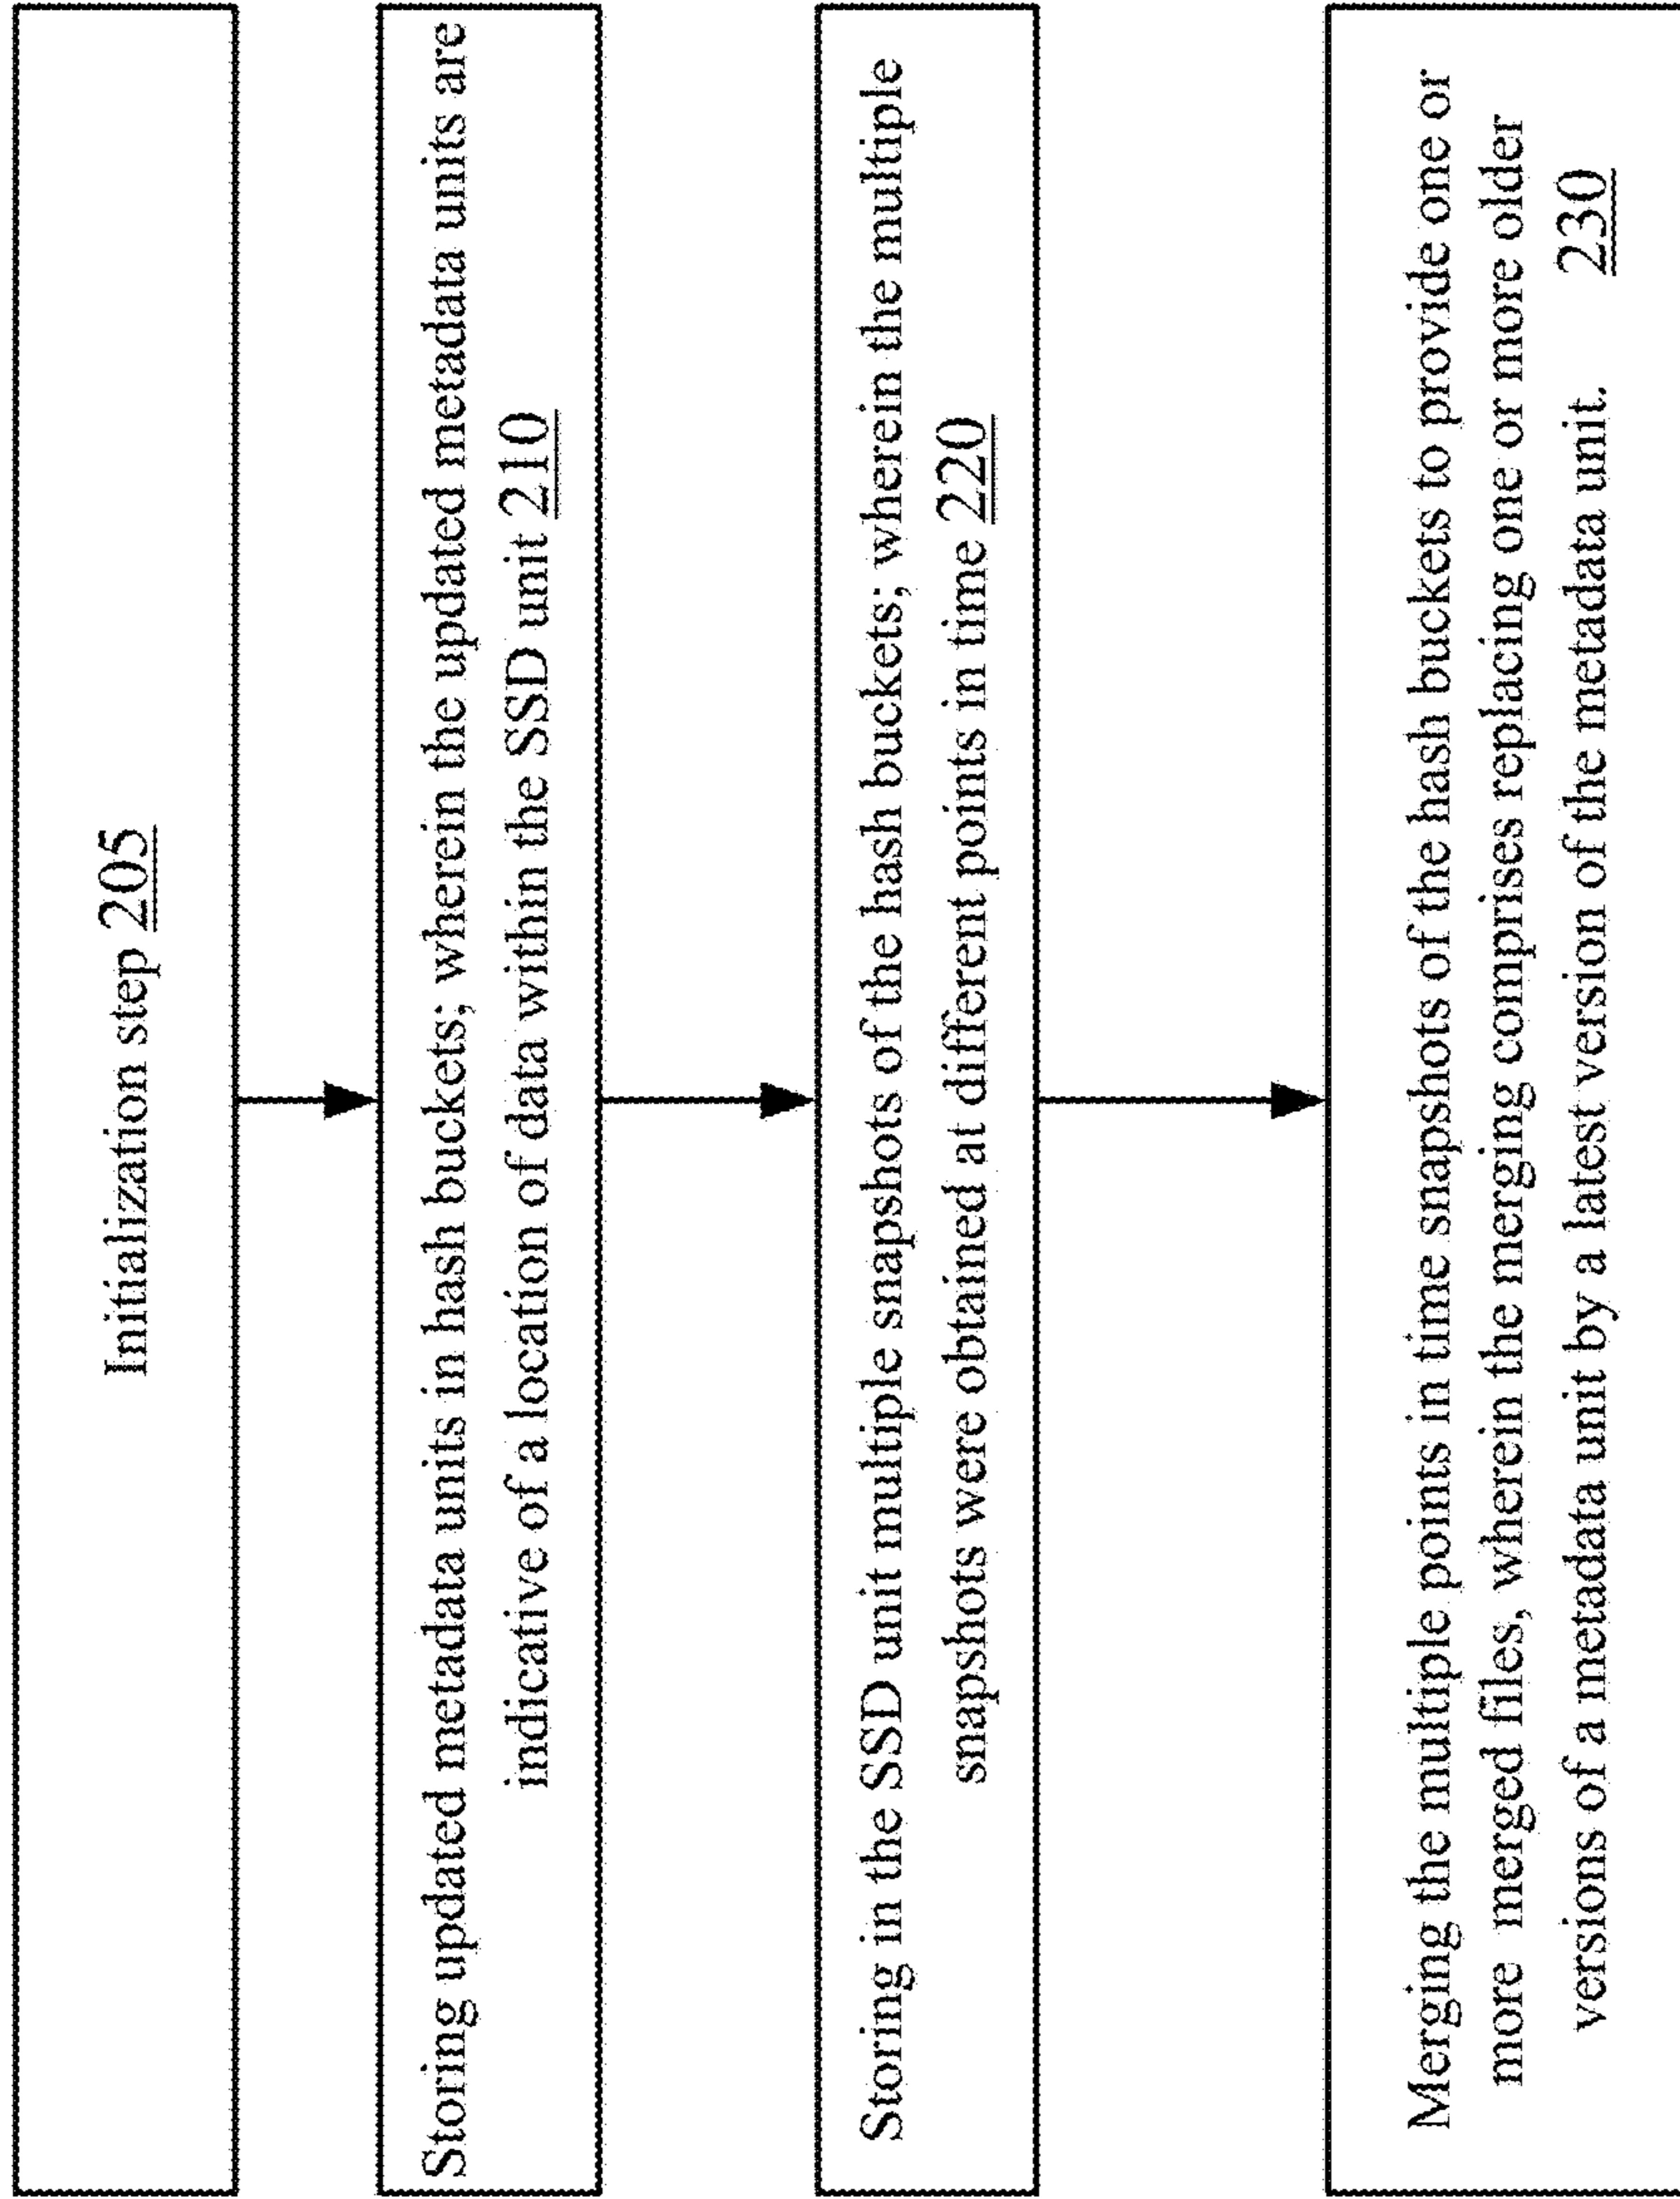 Initialization step 205
Storing updated metadata units in hash buckets; wherein the updated metadata units are
indicative of a location of data within the SSD unit 210
Storing in the SSD unit multiple snapshots of the hash buckets; wherein the multiple
snapshots were obtained at different points in time 220
Merging the multiple points in time snapshots of the hash buckets to provide one or
more merged files, wherein the merging comprises replacing one or more older
versions of a metadata unit by a latest version of the metadata unit. 230